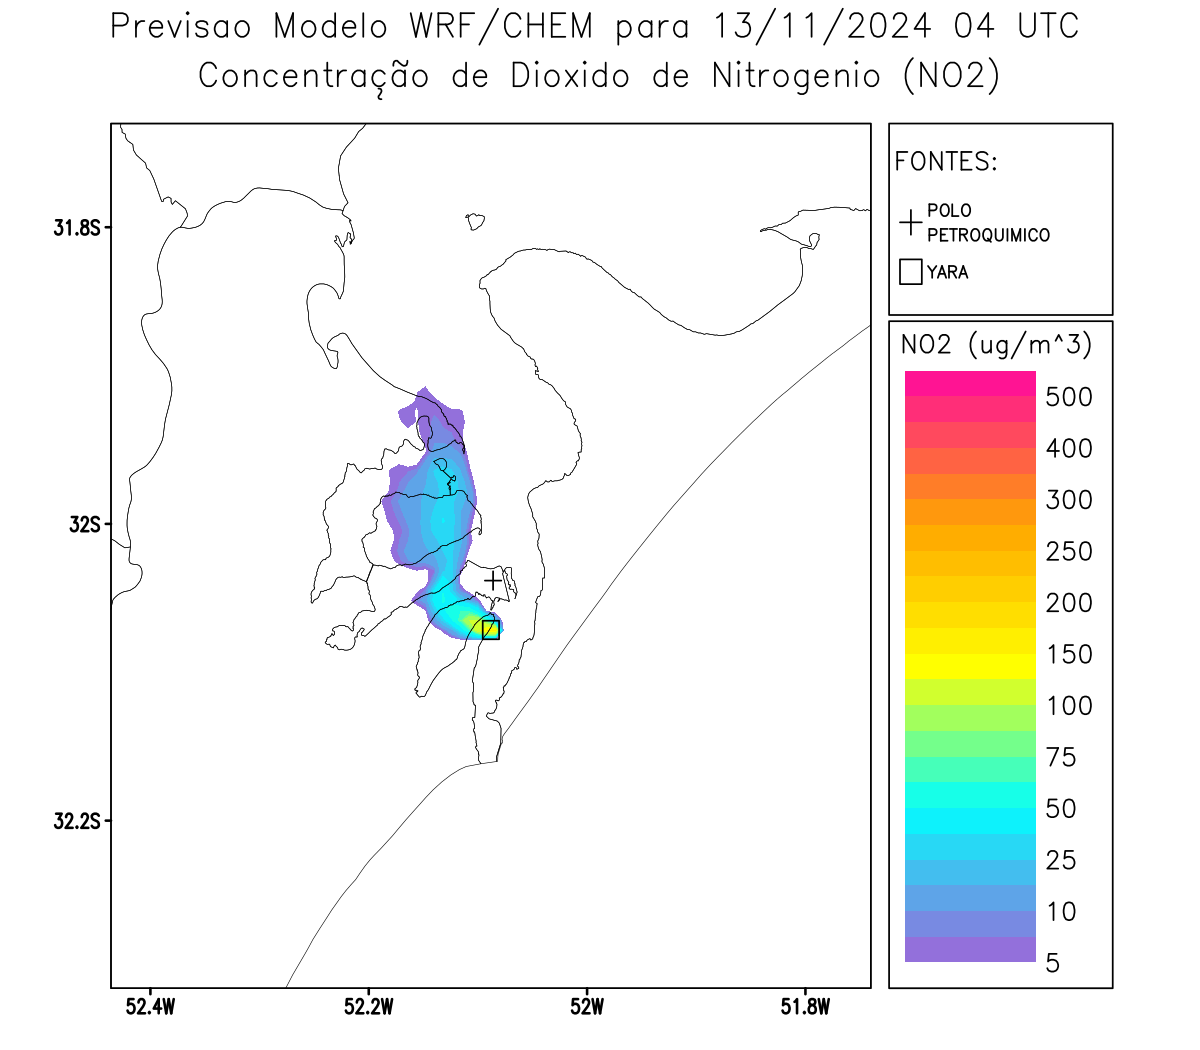 Previsao Modelo WRF/CHEM para 13/11/2024 04 UTC
Concentração de Dioxido de Nitrogenio (NO2)
FONTES:
POLO
PETROQUIMICO
YARA
NO2 (ug/m^3)
500
400
300
250
200
150
100
75
50
25
10
5
31.8S
32S
32.2S
52.4W
52.2W
52W
51.8W